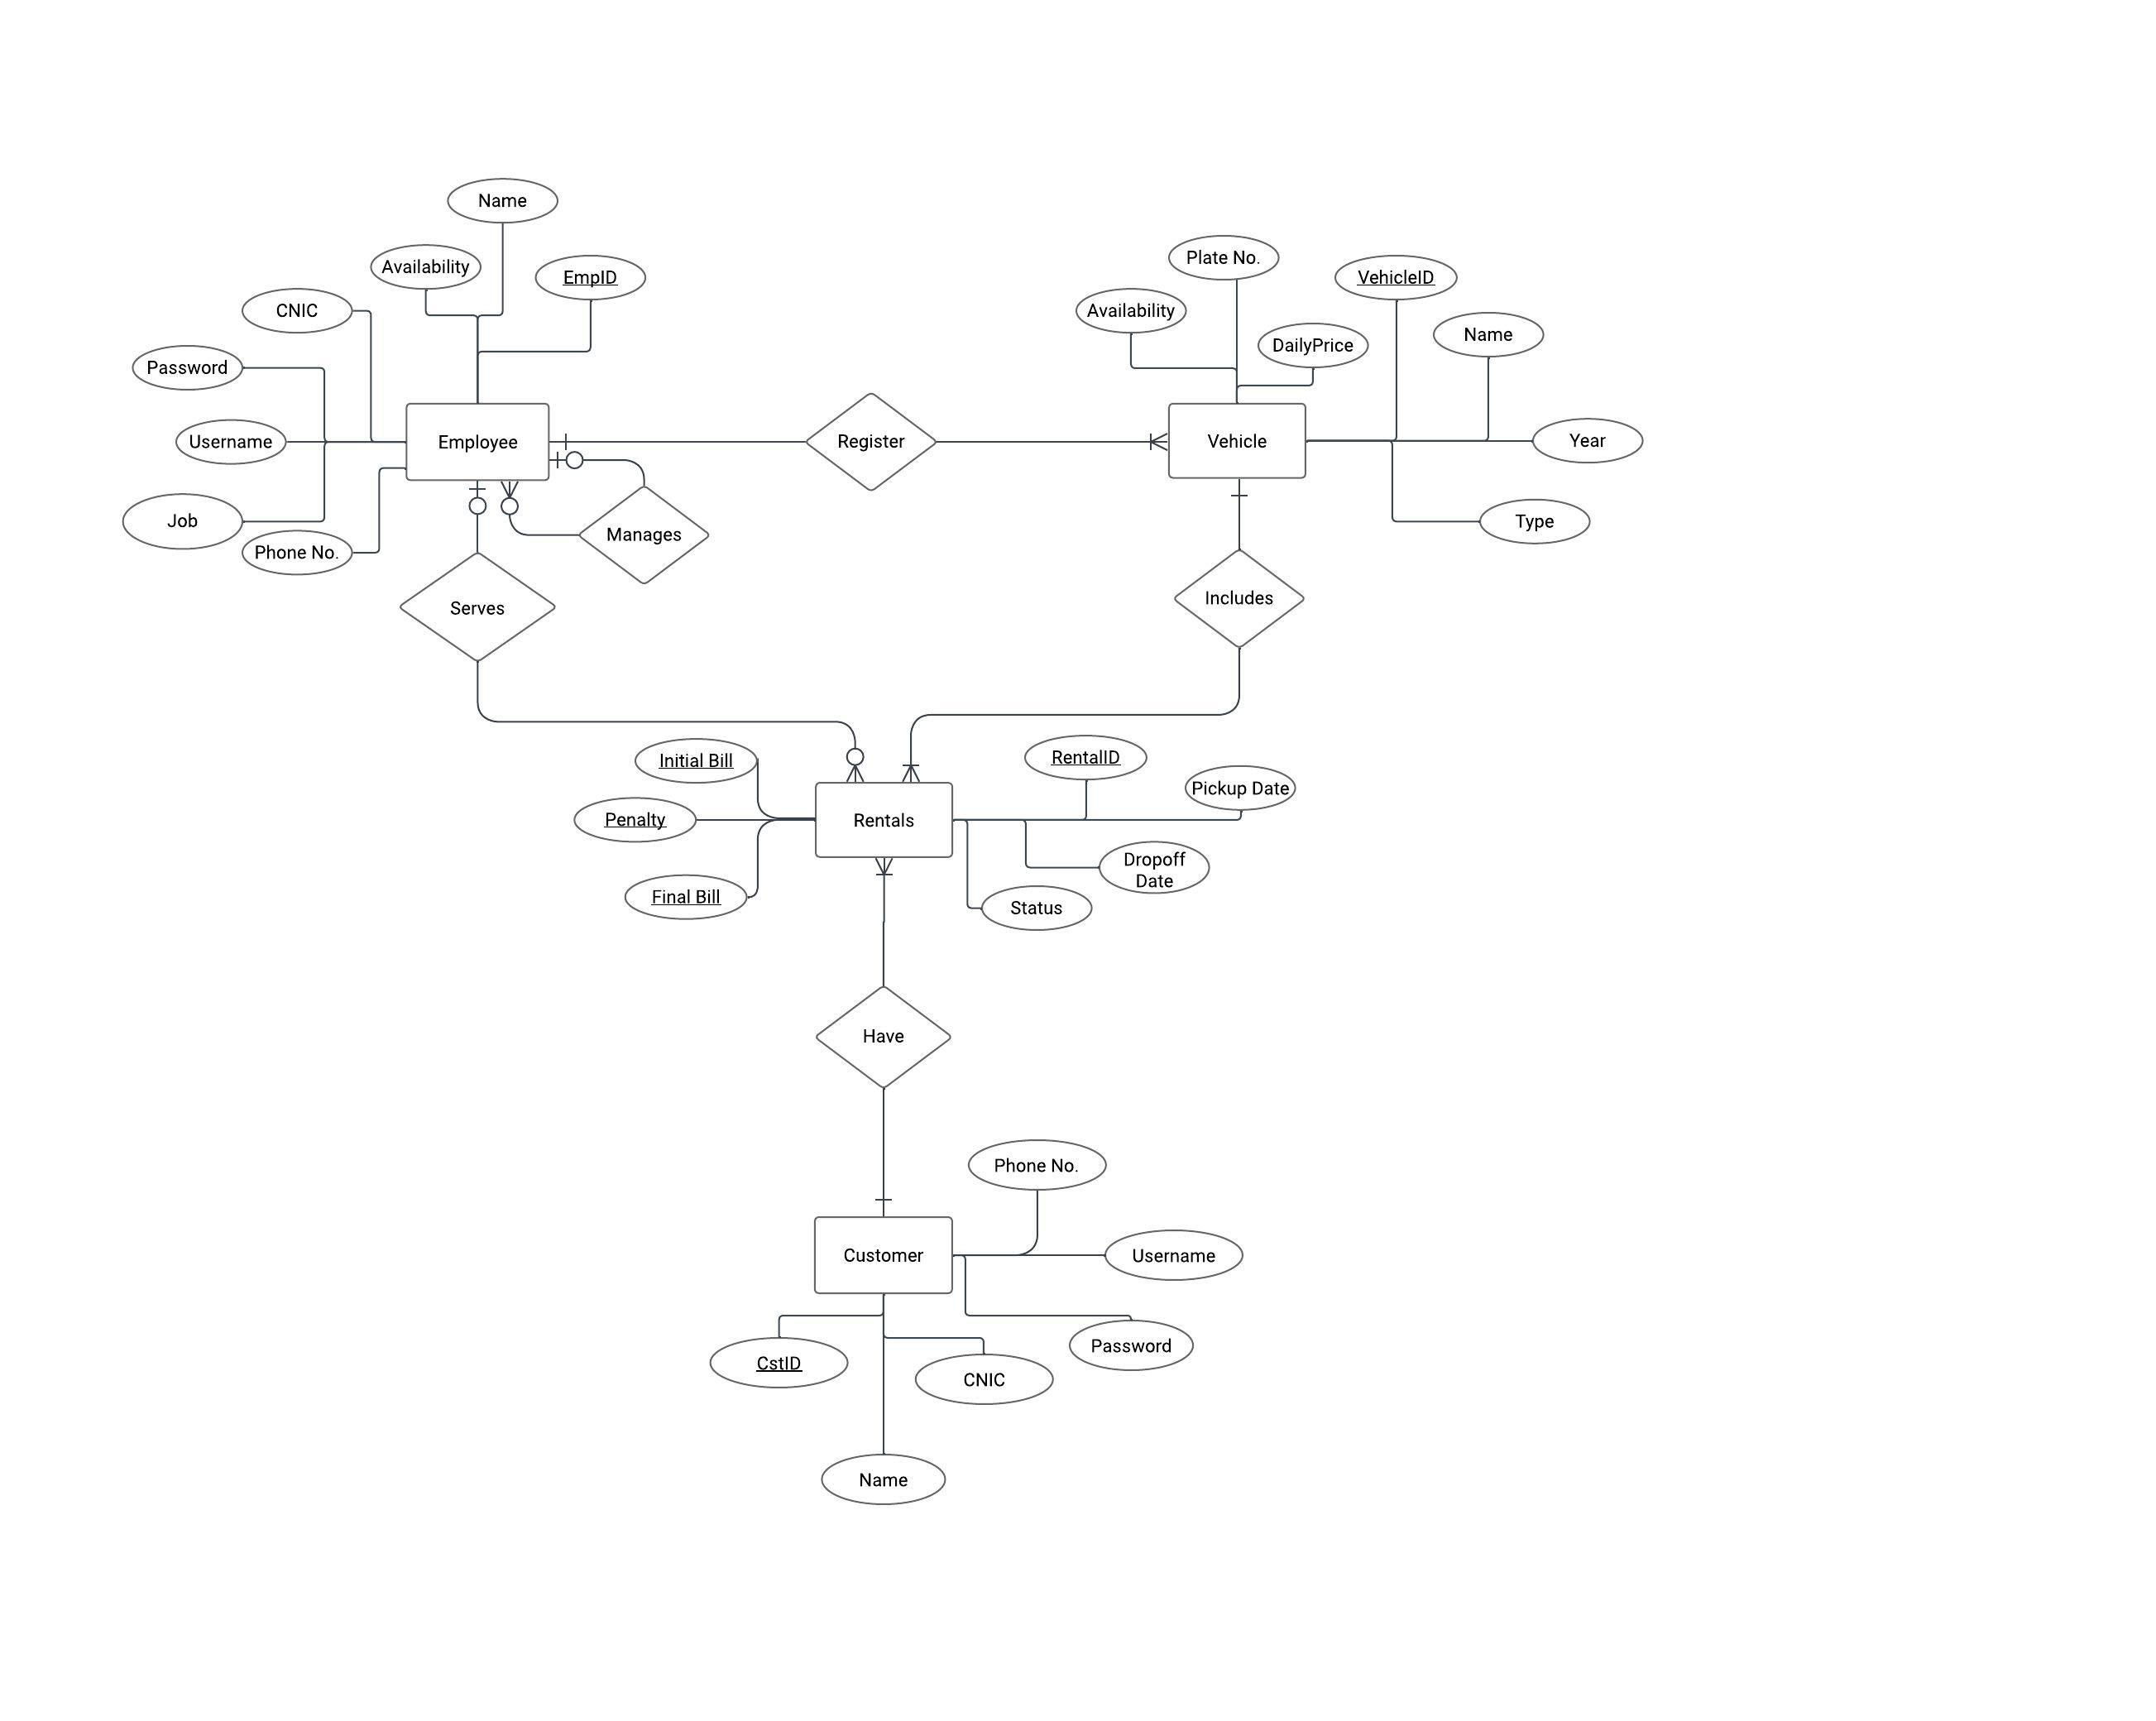 Name
Plate No.
Availability
EmpID
VehicleID
CNIC
Availability
Name
DailyPrice
Password
Username
Employee
Register
Vehicle
Year
Job
Phone No.
Manages
Type
Serves
Includes
Initial Bill
RentalID
Pickup Date
Penalty
Rentals
Dropoff
Date
Final Bill
Status
Have
Phone No.
Customer
Username
Password
CstID
CNIC
Name